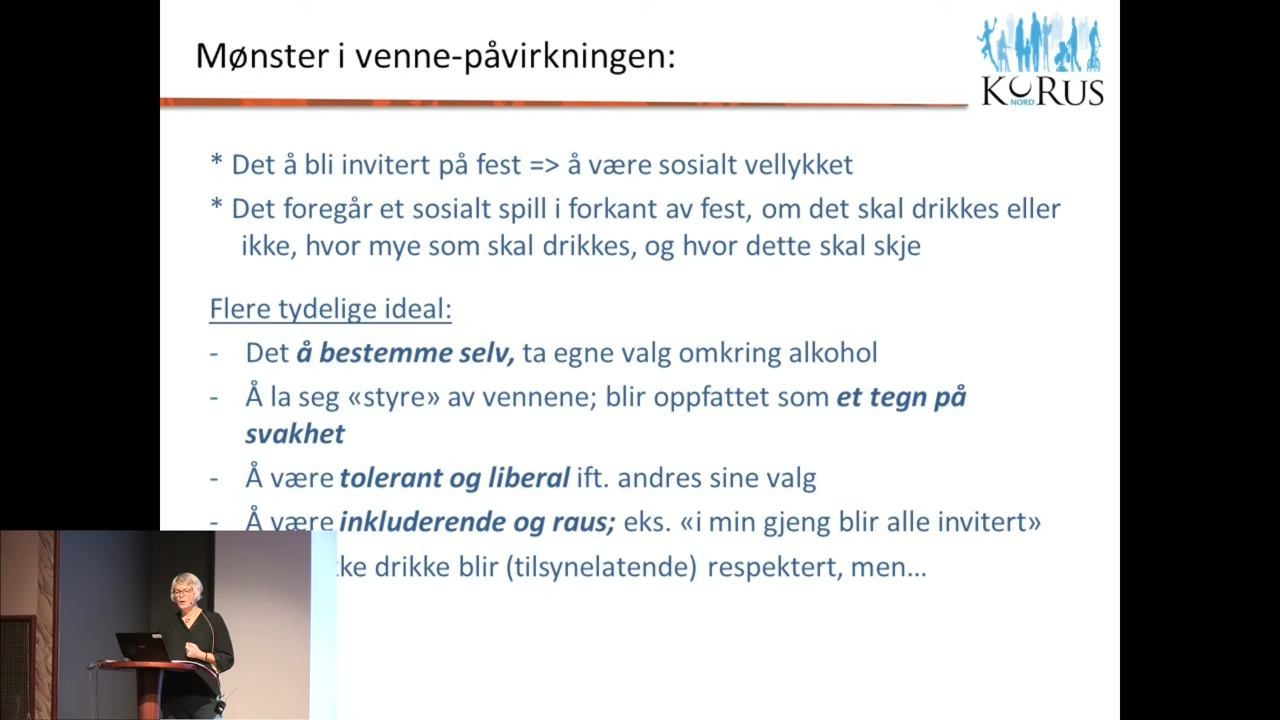 Mønster i venne-påvirkningen:
KoRUS
NORD
* Det å bli invitert på fest => å være sosialt vellykket
* Det foregår et sosialt spill i forkant av fest, om det skal drikkes eller
ikke, hvor mye som skal drikkes, og hvor dette skal skje
Flere tydelige ideal:
- Det å bestemme selv, ta egne valg omkring alkohol
- Å la seg «styre» av vennene; blir oppfattet som et tegn på
svakhet
- Å være tolerant og liberal ift. andres sine valg
- Å være inkluderende og raus; eks. «i min gjeng blir alle invitert»
drikke blir (tilsynelatende) respektert, men…